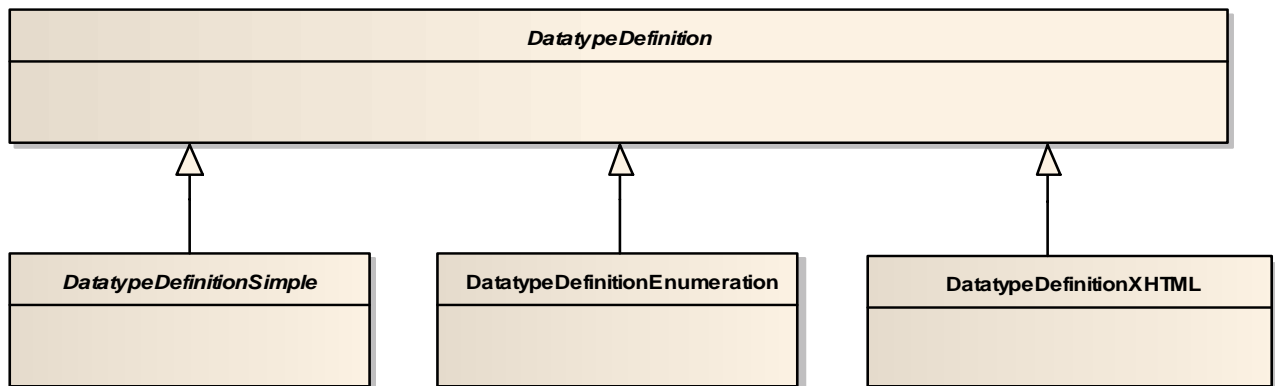 DatatypeDefinition
DatatypeDefinitionSimple
DatatypeDefinitionEnumeration
DatatypeDefinitionXHTML